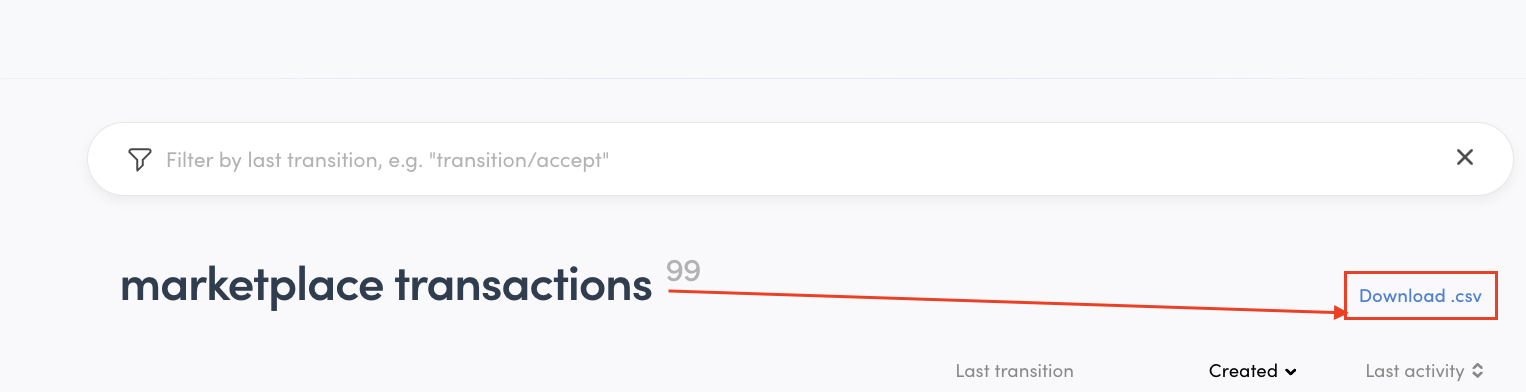 Filter by last transition, e.g. "transition/accept"
marketplace transactions 99
Download .csv
Last transition Created Last activity